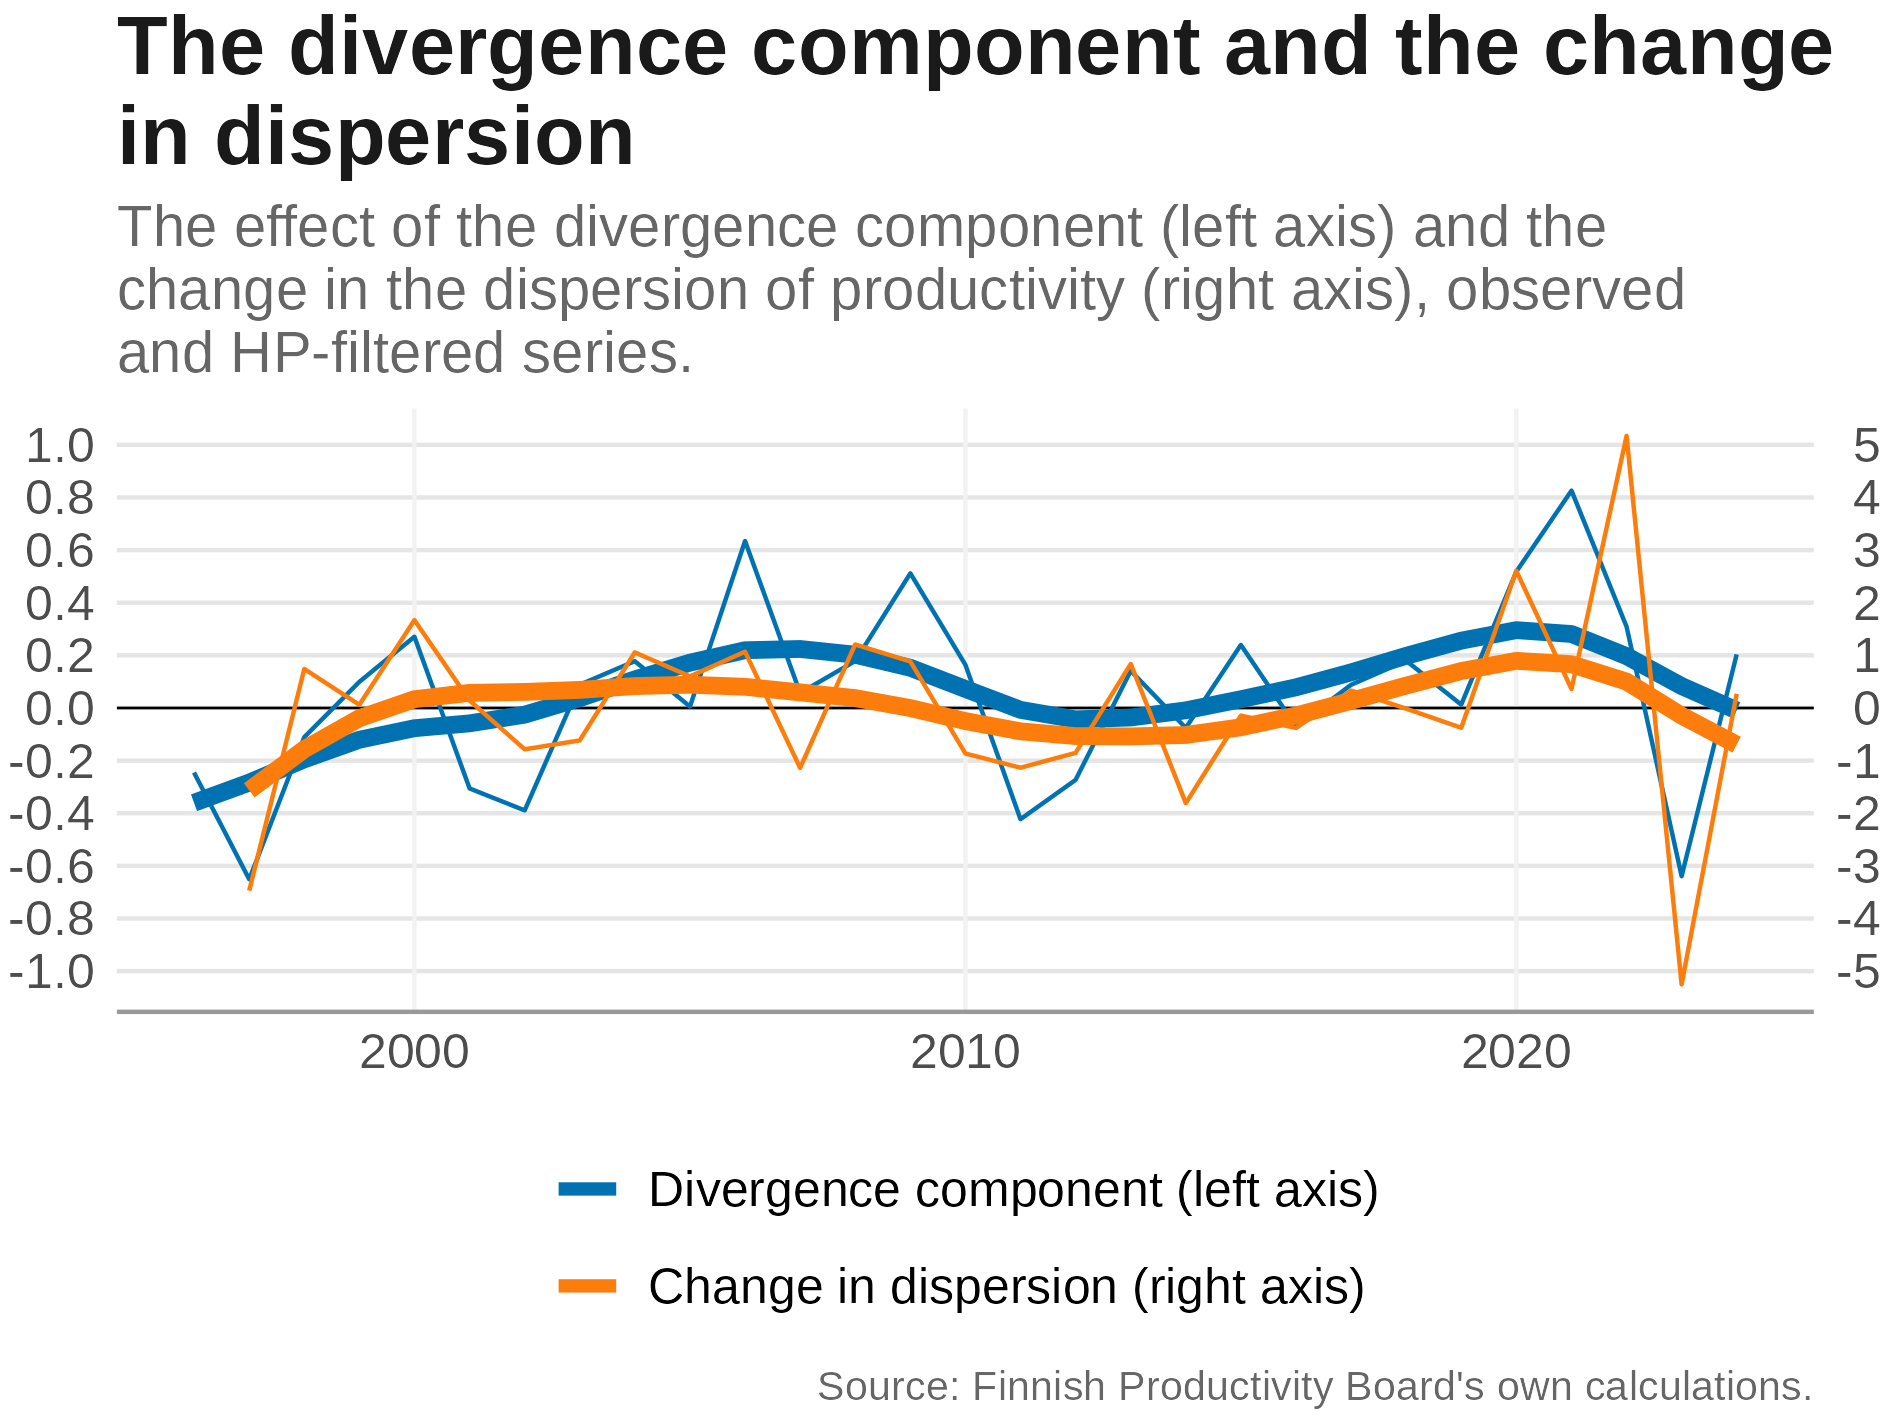 The divergence component and the change
in dispersion
The effect of the divergence component (left axis) and the
change in the dispersion of productivity (right axis), observed
and HP-filtered series.
1.0 5
0.8 4
0.6 3
0.4 2
0.2 1
0.0 0
-0.2 -1
-0.4 -2
-0.6 -3
-0.8 -4
-1.0 -5
2000 2010 2020
Divergence component (left axis)
Change in dispersion (right axis)
Source: Finnish Productivity Board's own calculations.